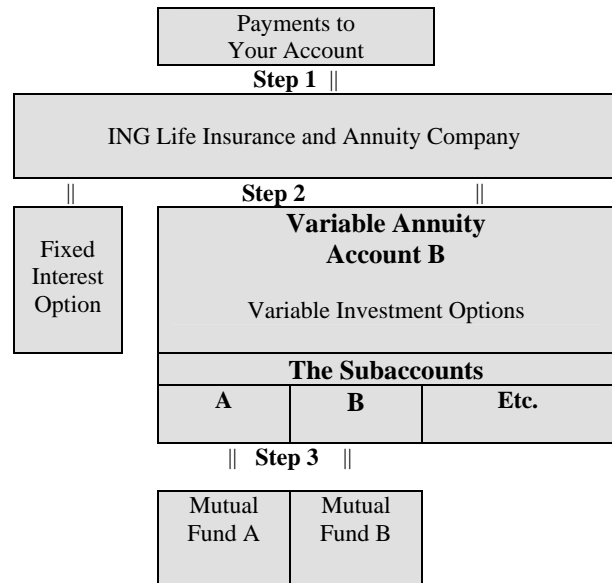 Payments to
Your Account
Step 1 ||
ING Life Insurance and Annuity Company
|| Step 2 ||
Fixed
Interest
Option
Variable Annuity
Account B
Variable Investment Options
The Subaccounts
A B Etc.
|| Step 3 ||
Mutual
Fund A
Mutual
Fund B